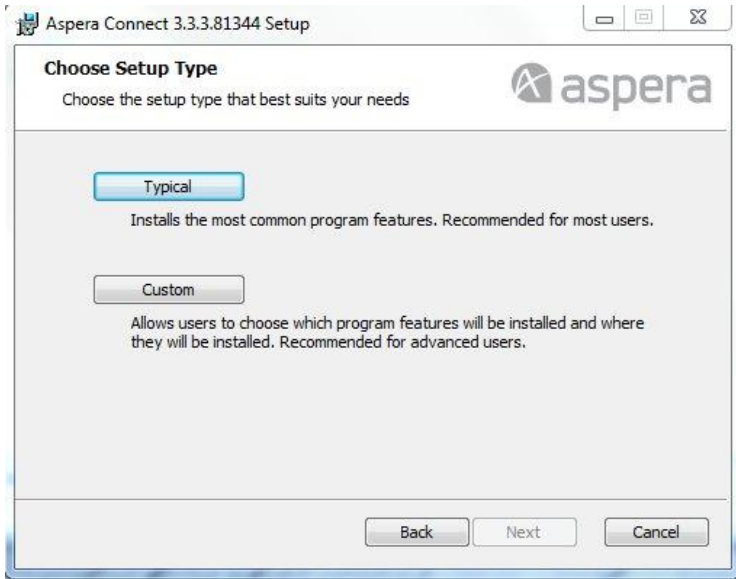 Aspera Connect 3.3.3.81344 Setup
Choose Setup Type
Choose the setup type that best suits your needs
aspera
Typical
Installs the most common program features. Recommended for most users.
Custom
Allows users to choose which program features will be installed and where
they will be installed. Recommended for advanced users.
Back
Next
Cancel